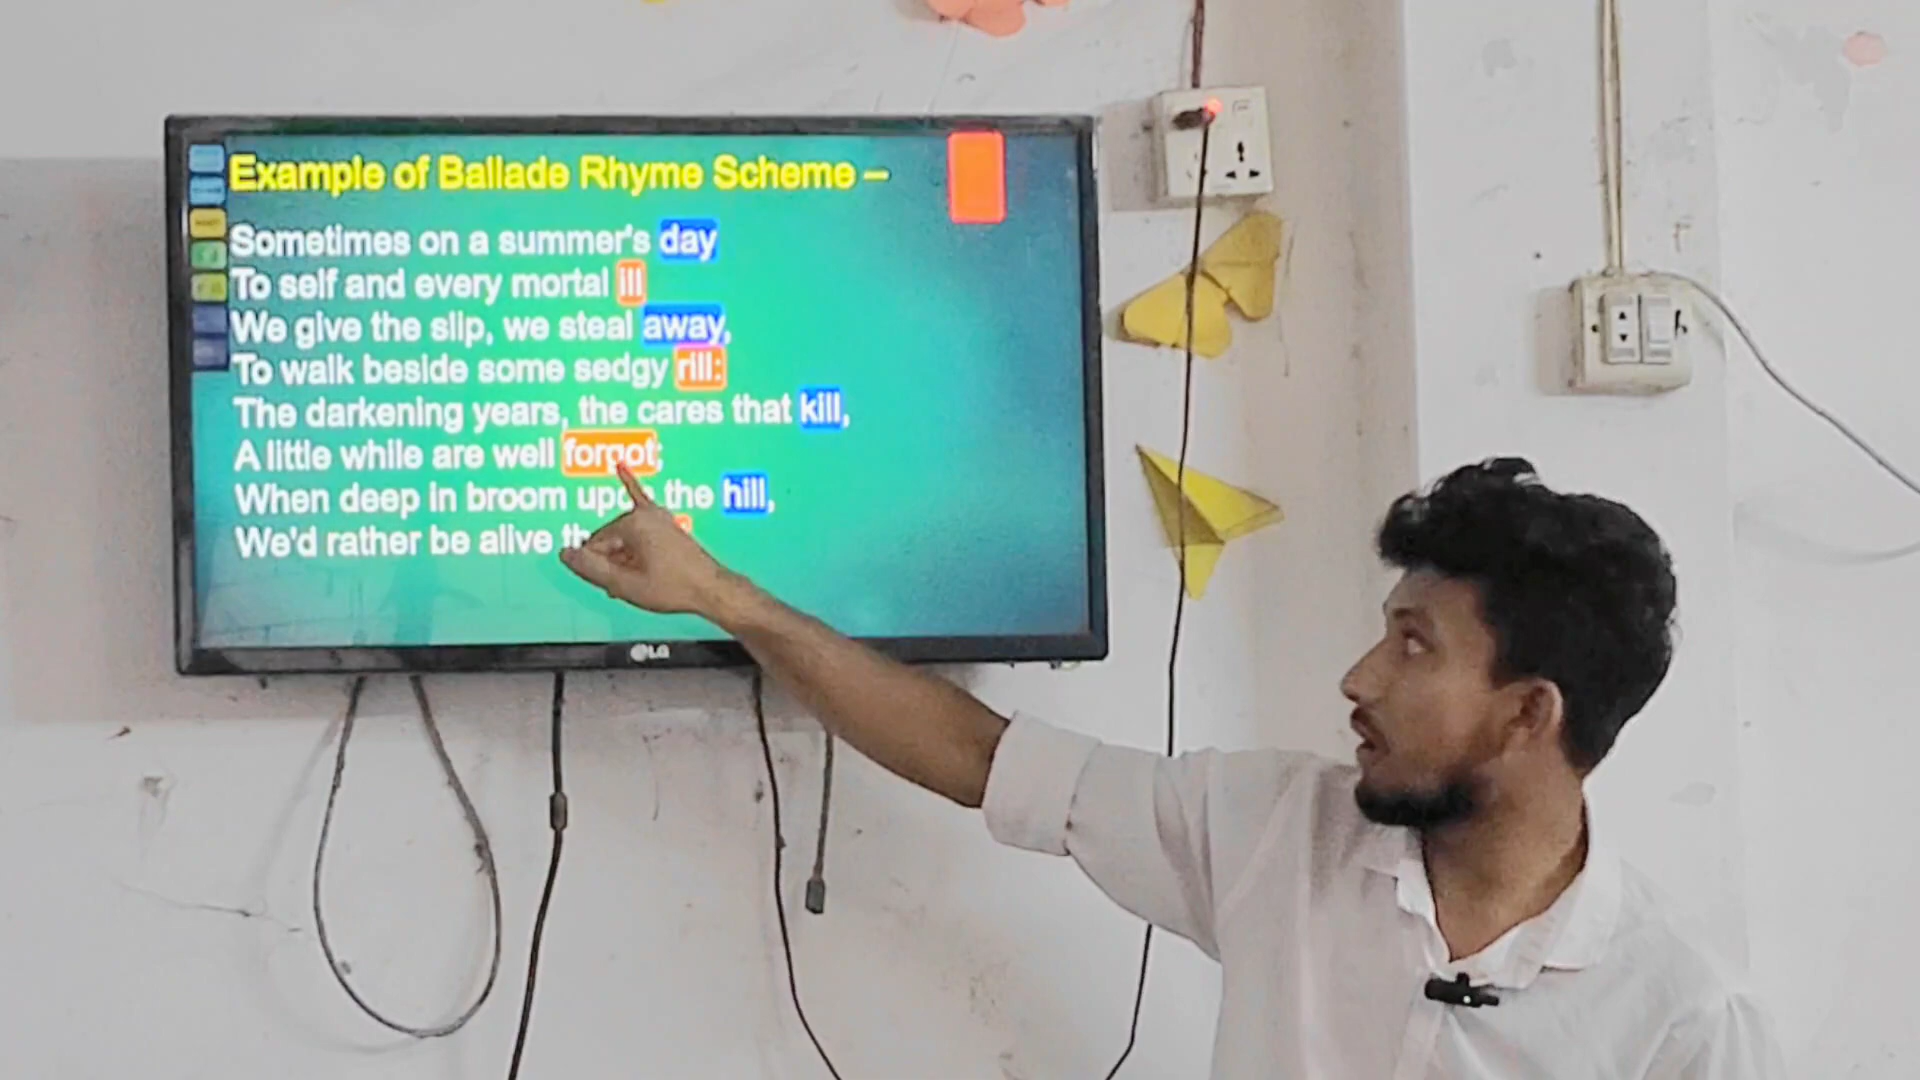 Example of Ballade Rhyme Scheme –
Sometimes on a summer's day
To self and every mortal ill
We give the slip, we steal away,
To walk beside some sedgy rill:
The darkening years, the cares that kill,
A little while are well forgot;
When deep in broom upon the hill,
We'd rather be alive
LG